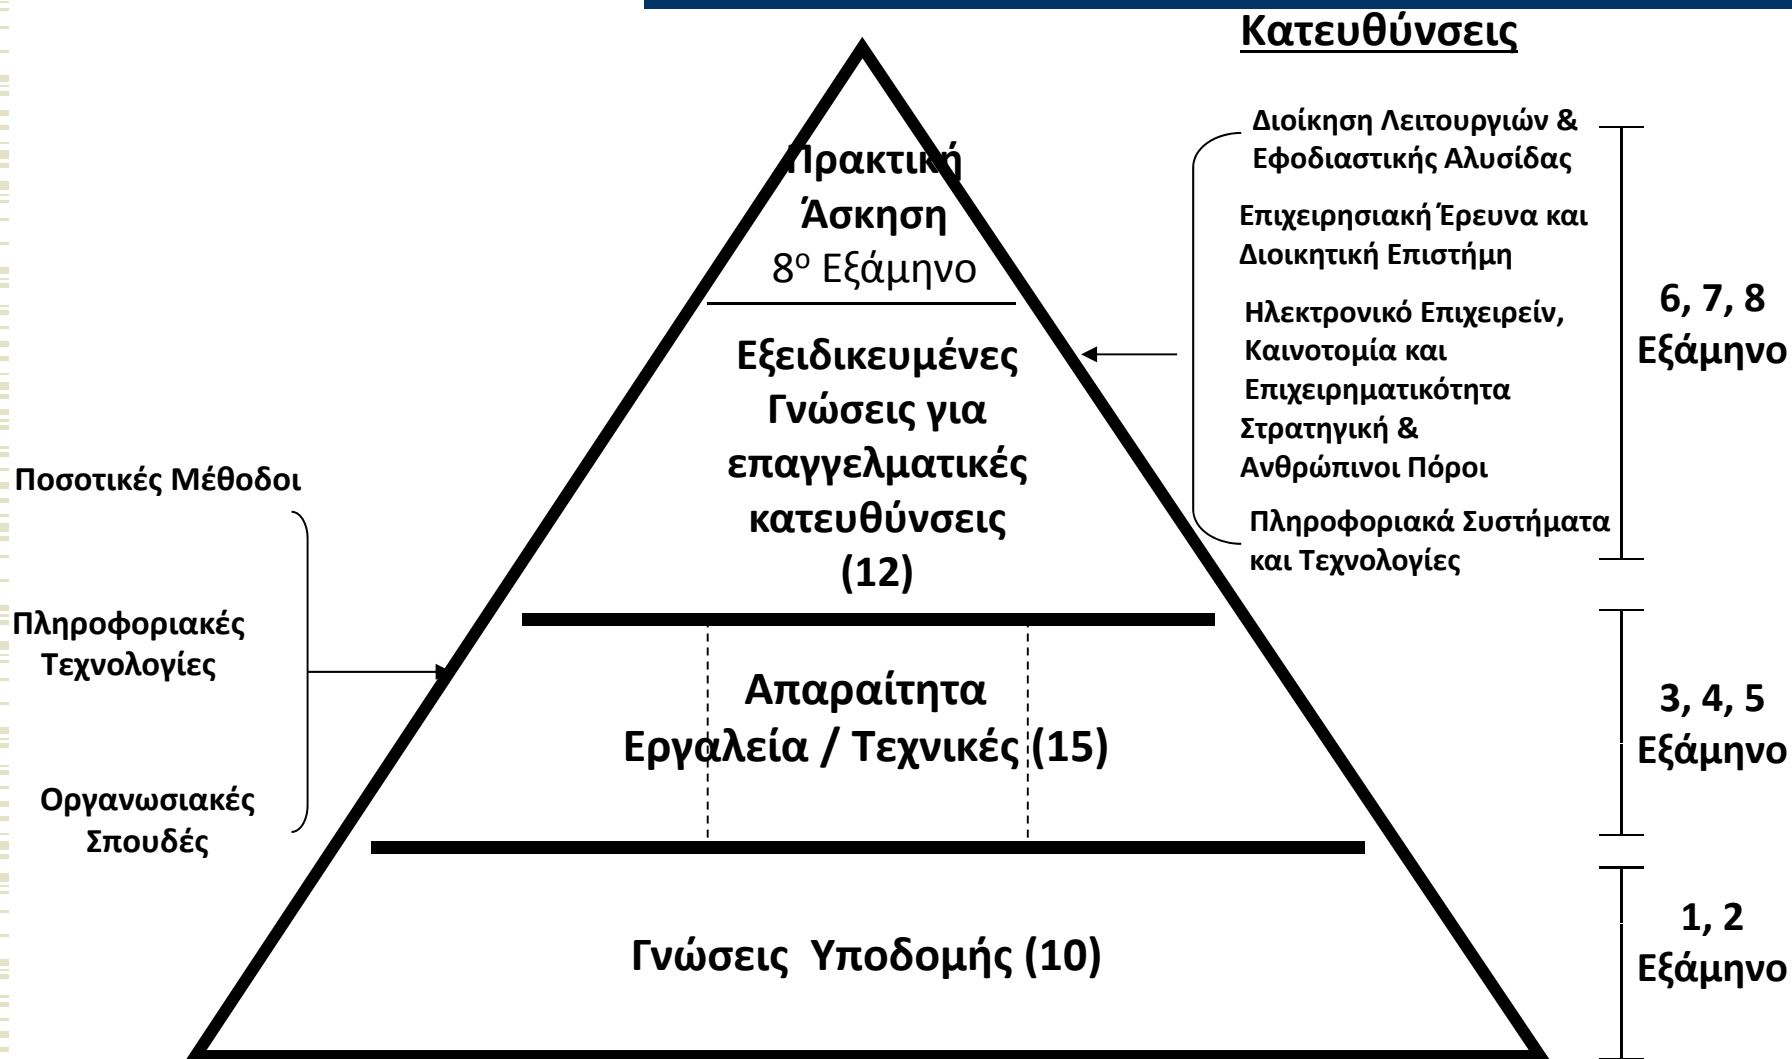 Κατευθύνσεις
Πρακτική
Άσκηση
8ο Εξάμηνο
Εξειδικευμένες
Γνώσεις για
επαγγελματικές
κατευθύνσεις
(12)
Διοίκηση Λειτουργιών &
Εφοδιαστικής Αλυσίδας
Επιχειρησιακή Έρευνα και
Διοικητική Επιστήμη
Ηλεκτρονικό Επιχειρείν,
Καινοτομία και
Επιχειρηματικότητα
Στρατηγική &
Ανθρώπινοι Πόροι
Πληροφοριακά Συστήματα
και Τεχνολογίες
6, 7, 8
Εξάμηνο
Ποσοτικές Μέθοδοι
Πληροφοριακές
Τεχνολογίες
Οργανωσιακές
Σπουδές
Απαραίτητα
Εργαλεία / Τεχνικές (15)
3, 4, 5
Εξάμηνο
Γνώσεις Υποδομής (10)
1, 2
Εξάμηνο